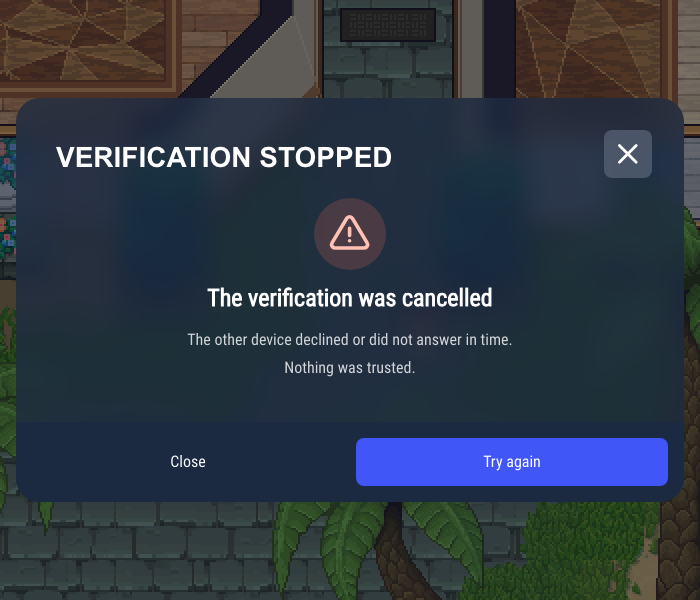 VERIFICATION STOPPED
The verification was cancelled
The other device declined or did not answer in time.
Nothing was trusted.
Close
Try again